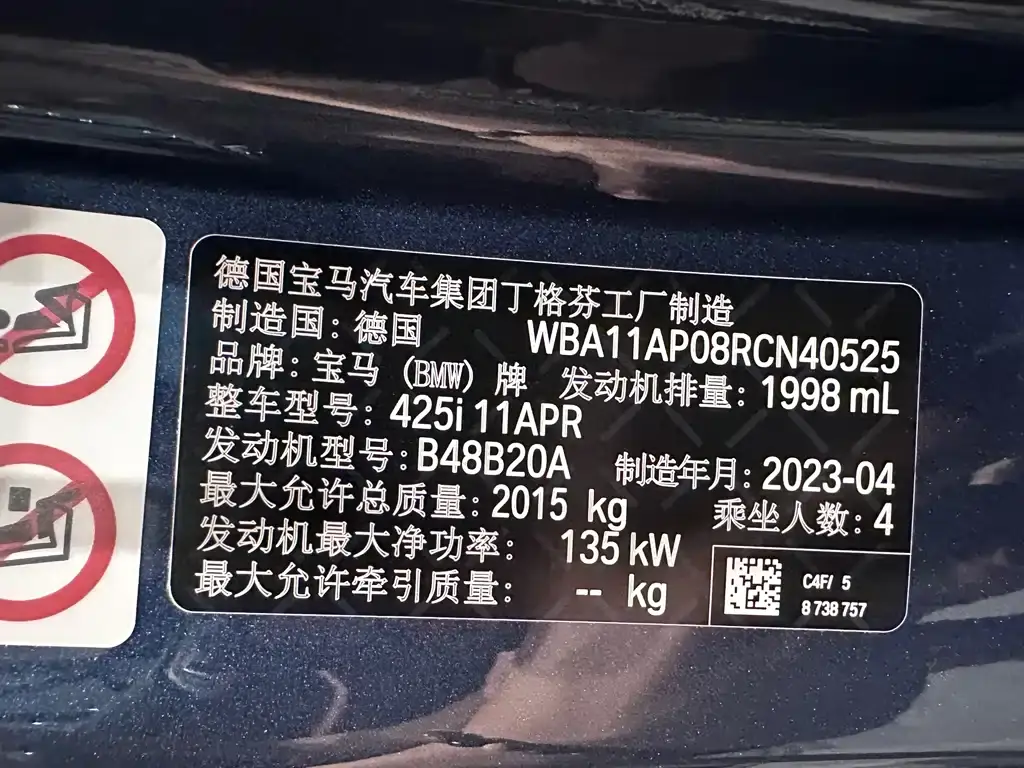 德国宝马汽车集团丁格芬工厂制造
制造国：德国 WBA11AP08RCN40525
品牌：宝马 (BMW) 牌 发动机排量：1998 mL
整车型号：425i 11APR
发动机型号：B48B20A 制造年月：2023-04
最大允许总质量：2015 kg 乘坐人数：4
发动机最大净功率： 135 kW
最大允许牵引质量： -- kg
C4F/ 5
8 738 757